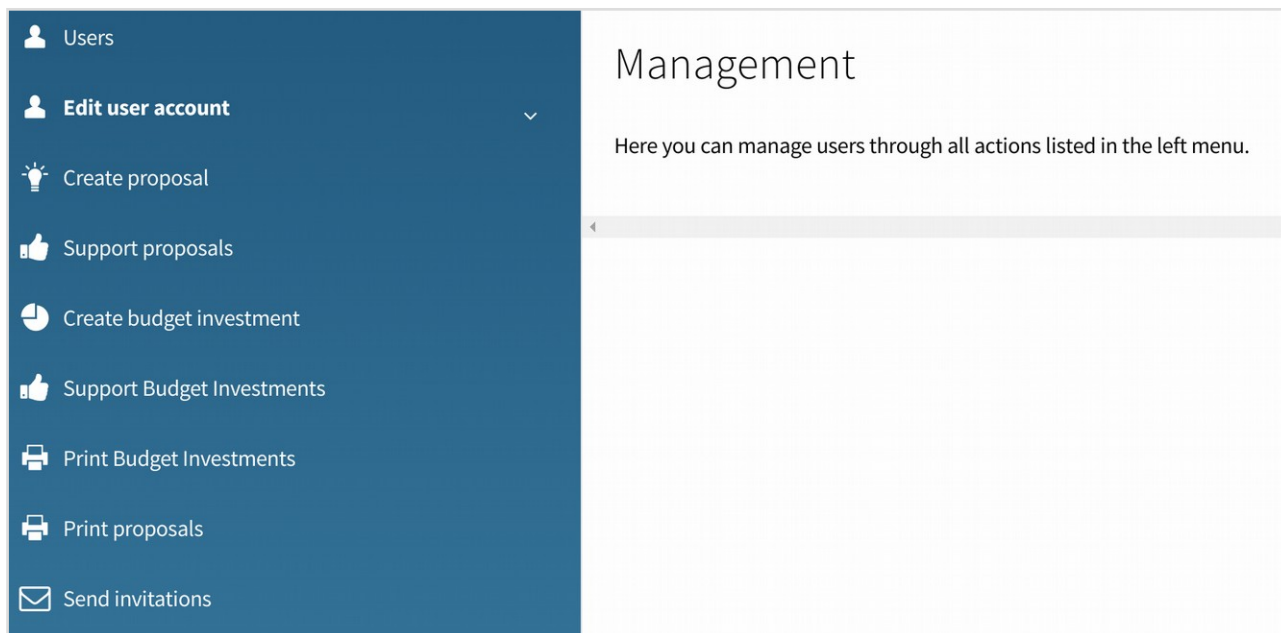 Users
Edit user account
Create proposal
Support proposals
Create budget investment
Support Budget Investments
Print Budget Investments
Print proposals
Send invitations
Management
Here you can manage users through all actions listed in the left menu.